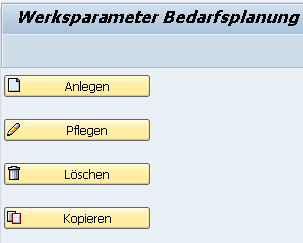 Werksparameter Bedarfsplanung
Anlegen
Pflegen
Löschen
Kopieren